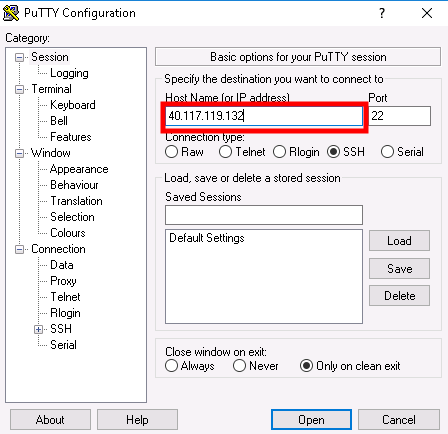 PuTTY Configuration
?
Category:
Session
Logging
Terminal
Keyboard
Bell
Features
Window
Appearance
Behaviour
Translation
Selection
Colours
Connection
Data
Proxy
Telnet
Rlogin
SSH
Serial
Basic options for your PuTTY session
Specify the destination you want to connect to
Host Name (or IP address) Port
40.117.119.132 22
Connection type:
Raw Telnet Rlogin SSH Serial
Load, save or delete a stored session
Saved Sessions
Default Settings
Load
Save
Delete
Close window on exit:
Always Never Only on clean exit
About Help Open Cancel